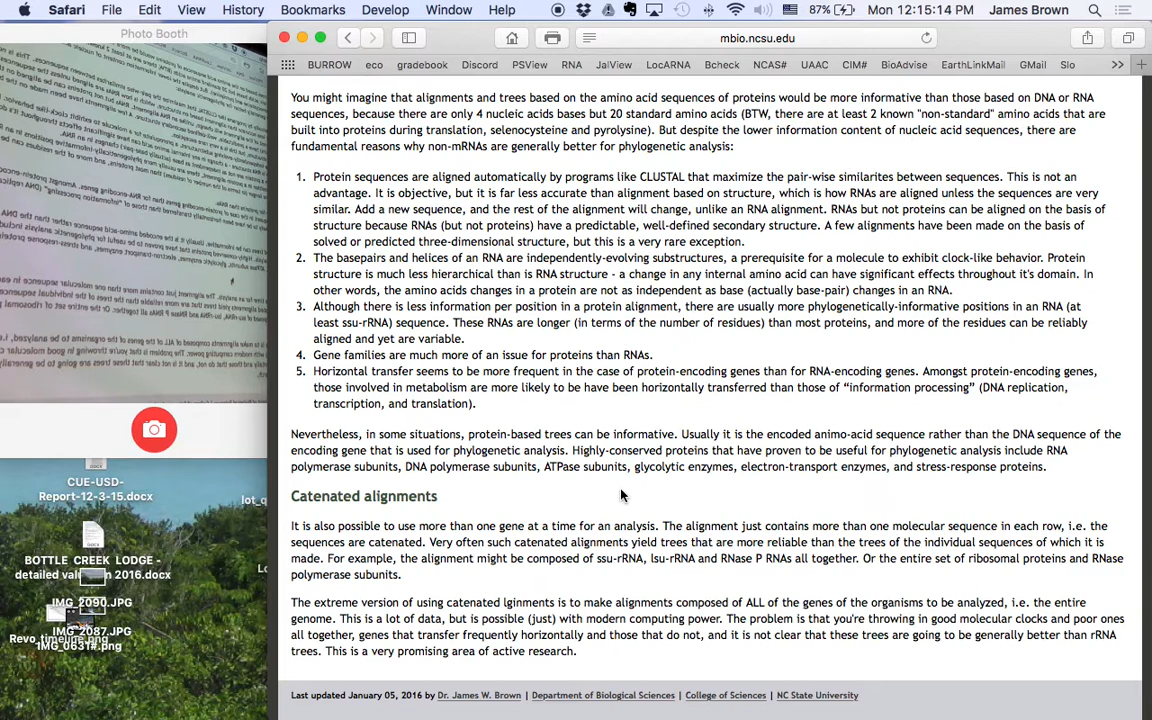 Safari File Edit View History Bookmarks Develop Window Help 87% Mon 12:15:14 PM James Brown
Photo Booth
mbio.ncsu.edu
BURROW eco gradebook Discord PSView RNA JalView LocARNA Bcheck NCAS# UAAC CIM# BioAdvise EarthLinkMail GMail Slo
You might imagine that alignments and trees based on the amino acid sequences of proteins would be more informative than those based on DNA or RNA
sequences, because there are only 4 nucleic acids bases but 20 standard amino acids (BTW, there are at least 2 known "non-standard" amino acids that are
built into proteins during translation, selenocysteine and pyrolysine). But despite the lower information content of nucleic acid sequences, there are
fundamental reasons why non-mRNAs are generally better for phylogenetic analysis:
1. Protein sequences are aligned automatically by programs like CLUSTAL that maximize the pair-wise similarites between sequences. This is not an
advantage. It is objective, but it is far less accurate than alignment based on structure, which is how RNAs are aligned unless the sequences are very
similar. Add a new sequence, and the rest of the alignment will change, unlike an RNA alignment. RNAs but not proteins can be aligned on the basis of
structure because RNAs (but not proteins) have a predictable, well-defined secondary structure. A few alignments have been made on the basis of
solved or predicted three-dimensional structure, but this is a very rare exception.
2. The basepairs and helices of an RNA are independently-evolving substructures, a prerequisite for a molecule to exhibit clock-like behavior. Protein
structure is much less hierarchical than is RNA structure - a change in any internal amino acid can have significant effects throughout it's domain. In
other words, the amino acids changes in a protein are not as independent as base (actually base-pair) changes in an RNA.
3. Although there is less information per position in a protein alignment, there are usually more phylogenetically-informative positions in an RNA (at
least ssu-rRNA) sequence. These RNAs are longer (in terms of the number of residues) than most proteins, and more of the residues can be reliably
aligned and yet are variable.
4. Gene families are much more of an issue for proteins than RNAs.
5. Horizontal transfer seems to be more frequent in the case of protein-encoding genes than for RNA-encoding genes. Amongst protein-encoding genes,
those involved in metabolism are more likely to be have been horizontally transferred than those of “information processing” (DNA replication,
transcription, and translation).
Nevertheless, in some situations, protein-based trees can be informative. Usually it is the encoded animo-acid sequence rather than the DNA sequence of the
encoding gene that is used for phylogenetic analysis. Highly-conserved proteins that have proven to be useful for phylogenetic analysis include RNA
polymerase subunits, DNA polymerase subunits, ATPase subunits, glycolytic enzymes, electron-transport enzymes, and stress-response proteins.
Catenated alignments
It is also possible to use more than one gene at a time for an analysis. The alignment just contains more than one molecular sequence in each row, i.e. the
sequences are catenated. Very often such catenated alignments yield trees that are more reliable than the trees of the individual sequences of which it is
made. For example, the alignment might be composed of ssu-rRNA, lsu-rRNA and RNase P RNAs all together. Or the entire set of ribosomal proteins and RNase
polymerase subunits.
The extreme version of using catenated lginments is to make alignments composed of ALL of the genes of the organisms to be analyzed, i.e. the entire
genome. This is a lot of data, but is possible (just) with modern computing power. The problem is that you're throwing in good molecular clocks and poor ones
all together, genes that transfer frequently horizontally and those that do not, and it is not clear that these trees are going to be generally better than rRNA
trees. This is a very promising area of active research.
Last updated January 05, 2016 by Dr. James W. Brown | Department of Biological Sciences | College of Sciences | NC State University
CUE-USD-
Report-12-3-15.docx
BOTTLE CREEK LODGE -
2016.docx
IMG_2090.JPG
IMG_2087.JPG
Revo_timeline.png